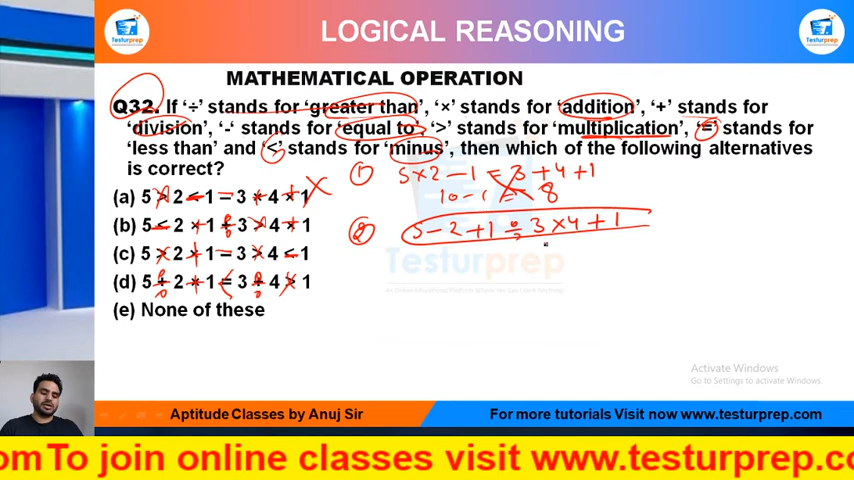 LOGICAL REASONING
Testurprep
Testurprep
MATHEMATICAL OPERATION
Q32. If ‘÷’ stands for ‘greater than’, ‘×’ stands for ‘addition’, ‘+’ stands for
‘division’, ‘-’ stands for ‘equal to’, ‘>’ stands for ‘multiplication’, ‘=’ stands for
‘less than’ and ‘<’ stands for ‘minus’, then which of the following alternatives
is correct?
① 5×2-1 = 3+4+1
10-1 = 8
(a) 5 > 2 < 1 - 3 × 4 × 1
(b) 5 < 2 × 1 + 3 > 4 × 1
② 5-2+1 ÷ 3×4+1
(c) 5 > 2 × 1 - 3 > 4 < 1
(d) 5 + 2 × 1 = 3 + 4 > 1
(e) None of these
Testurprep
Activate Windows
Go to Settings to activate Windows.
Aptitude Classes by Anuj Sir
For more tutorials Visit now www.testurprep.com
om To join online classes visit www.testurprep.co